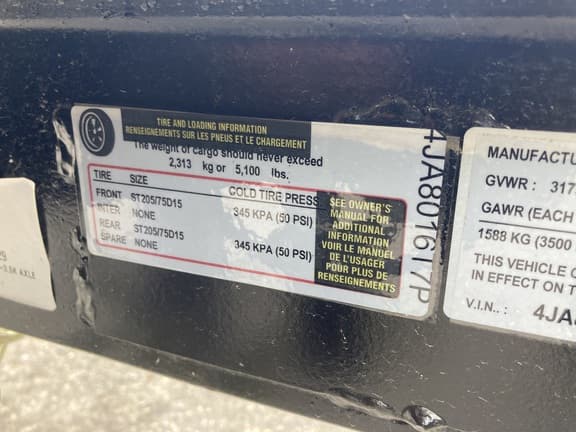 TIRE AND LOADING INFORMATION
RENSEIGNEMENTS SUR LES PNEUS ET LE CHARGEMENT
The weight of cargo should never exceed
2,313 kg or 5,100 lbs.
TIRE SIZE COLD TIRE PRESS
FRONT ST205/75D15
INTER NONE 345 KPA (50 PSI)
REAR ST205/75D15
SPARE NONE 345 KPA (50 PSI)
SEE OWNER'S
MANUAL FOR
ADDITIONAL
INFORMATION
VOIR LE MANUEL
DE L'USAGER
POUR PLUS DE
RENSEIGNEMENTS
4JA801617P
MANUFACTU
GVWR : 317
GAWR (EACH
1588 KG (3500
THIS VEHICLE C
IN EFFECT ON T
V.I.N.: 4JA
29
AXLE